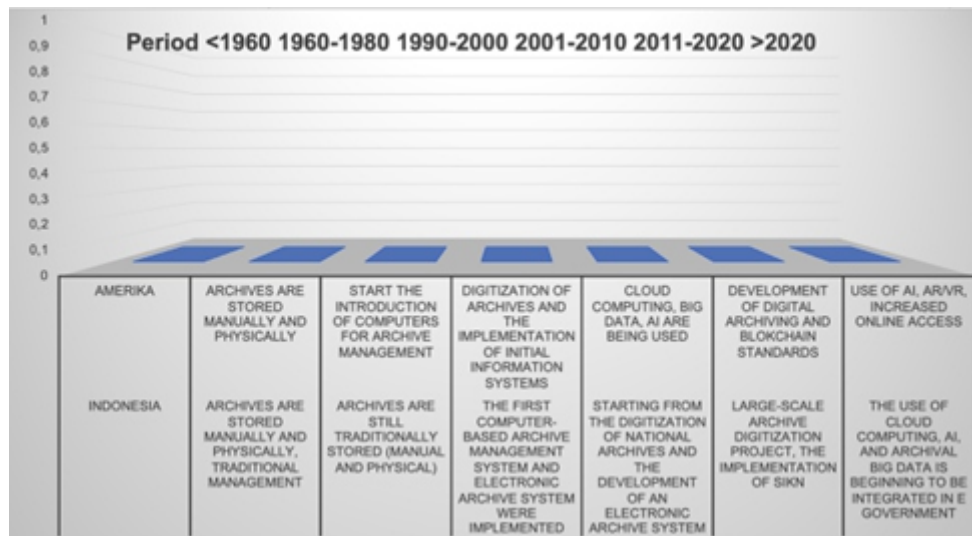 1
Period <1960 1960-1980 1990-2000 2001-2010 2011-2020 >2020
0,9
0,8
0,7
0,6
0,5
0,4
0,3
0,2
0,1
0
AMERIKA
ARCHIVES ARE
STORED
MANUALLY AND
PHYSICALLY
START THE
INTRODUCTION
OF COMPUTERS
FOR ARCHIVE
MANAGEMENT
DIGITIZATION OF
ARCHIVES AND
THE
IMPLEMENTATION
OF INITIAL
INFORMATION
SYSTEMS
CLOUD
COMPUTING, BIG
DATA, AI ARE
BEING USED
DEVELOPMENT
OF DIGITAL
ARCHIVING AND
BLOKCHAIN
STANDARDS
USE OF AI, AR/VR,
INCREASED
ONLINE ACCESS
INDONESIA
ARCHIVES ARE
STORED
MANUALLY AND
PHYSICALLY,
TRADITIONAL
MANAGEMENT
ARCHIVES ARE
STILL
TRADITIONALLY
STORED (MANUAL
AND PHYSICAL)
THE FIRST
COMPUTER-
BASED ARCHIVE
MANAGEMENT
SYSTEM AND
ELECTRONIC
ARCHIVE SYSTEM
WERE
IMPLEMENTED
STARTING FROM
THE DIGITIZATION
OF NATIONAL
ARCHIVES AND
THE
DEVELOPMENT
OF AN
ELECTRONIC
ARCHIVE SYSTEM
LARGE-SCALE
ARCHIVE
DIGITIZATION
PROJECT, THE
IMPLEMENTATION
OF SIKN
THE USE OF
CLOUD
COMPUTING, AI,
AND ARCHIVAL
BIG DATA IS
BEGINNING TO BE
INTEGRATED IN E
GOVERNMENT